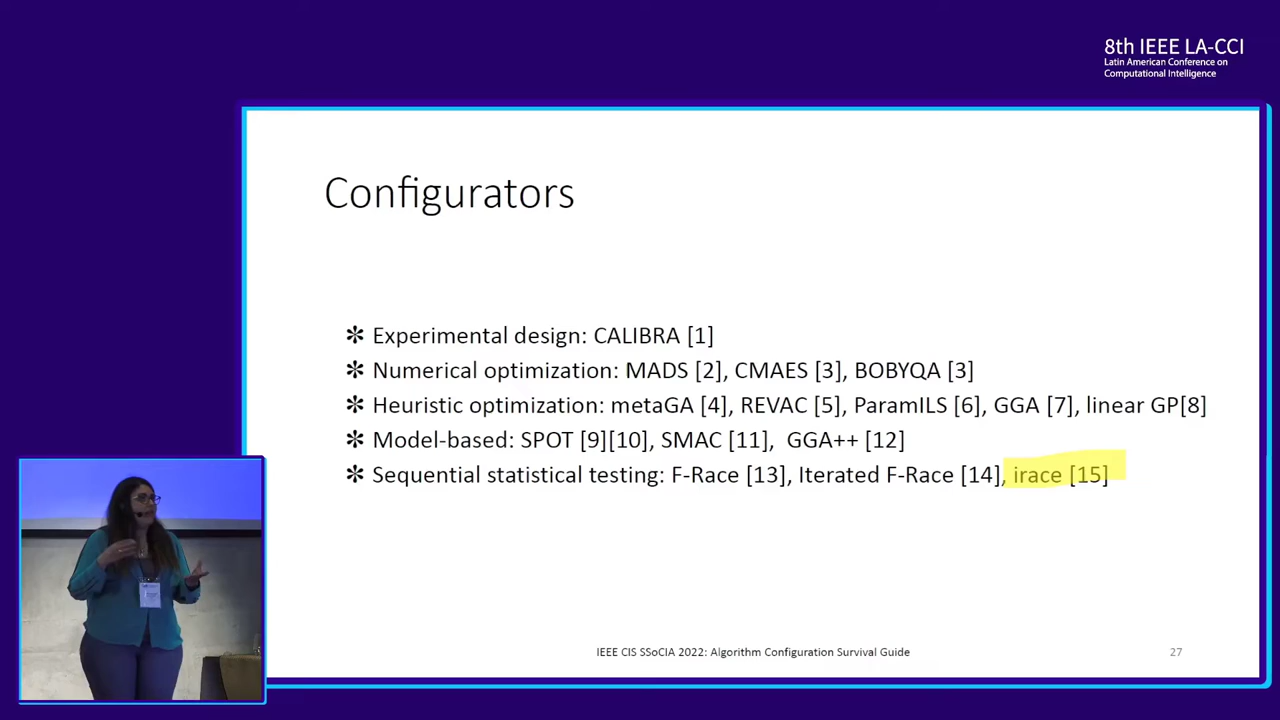 8th IEEE LA-CCI
Latin American Conference on
Computational Intelligence
Configurators
✻ Experimental design: CALIBRA [1]
✻ Numerical optimization: MADS [2], CMAES [3], BOBYQA [3]
✻ Heuristic optimization: metaGA [4], REVAC [5], ParamILS [6], GGA [7], linear GP[8]
✻ Model-based: SPOT [9][10], SMAC [11], GGA++ [12]
✻ Sequential statistical testing: F-Race [13], Iterated F-Race [14], irace [15]
IEEE CIS SSoCIA 2022: Algorithm Configuration Survival Guide
27